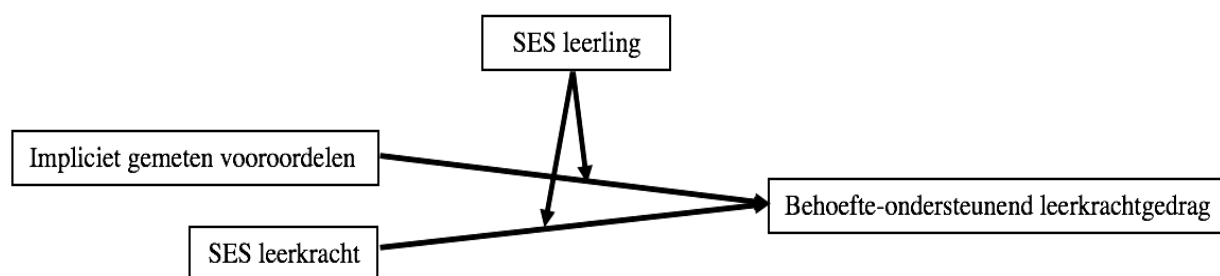 SES leerling
Impliciet gemeten vooroordelen
Behoefte-ondersteunend leerkrachtgedrag
SES leerkracht